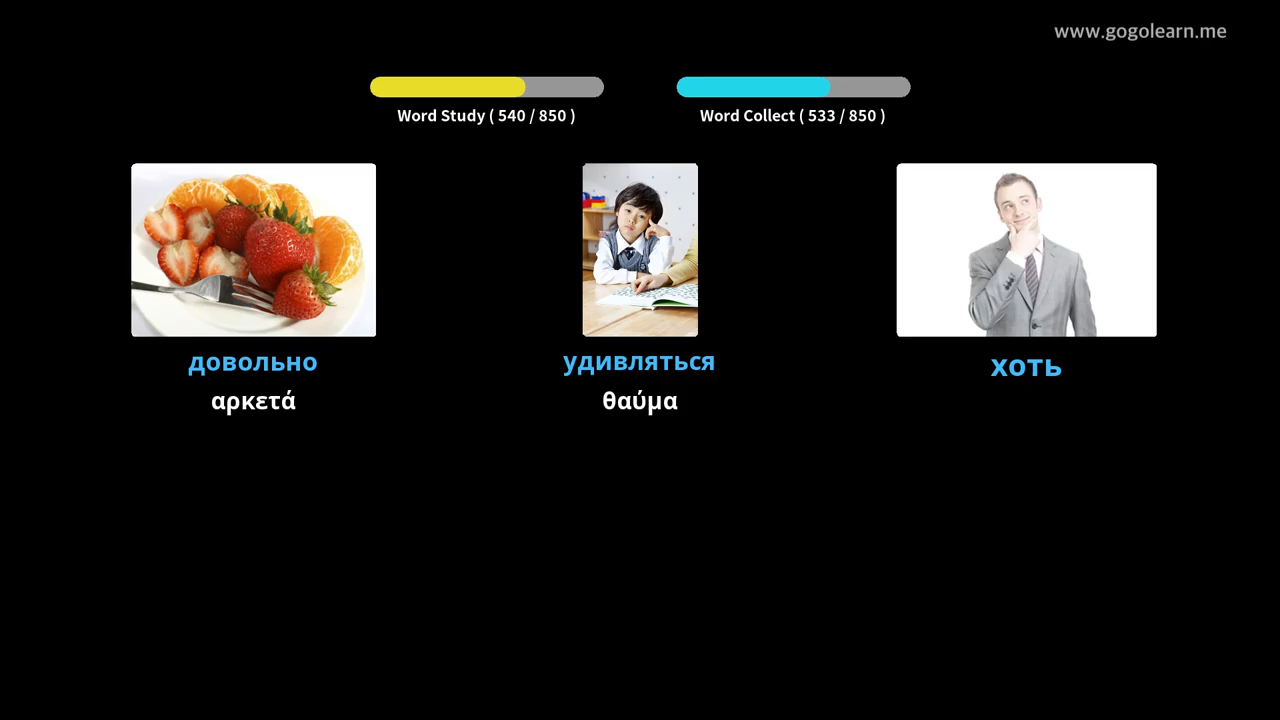 www.gogolearn.me
Word Study ( 540 / 850 )
Word Collect ( 533 / 850 )
довольно
αρκετά
удивляться
θαύμα
хоть